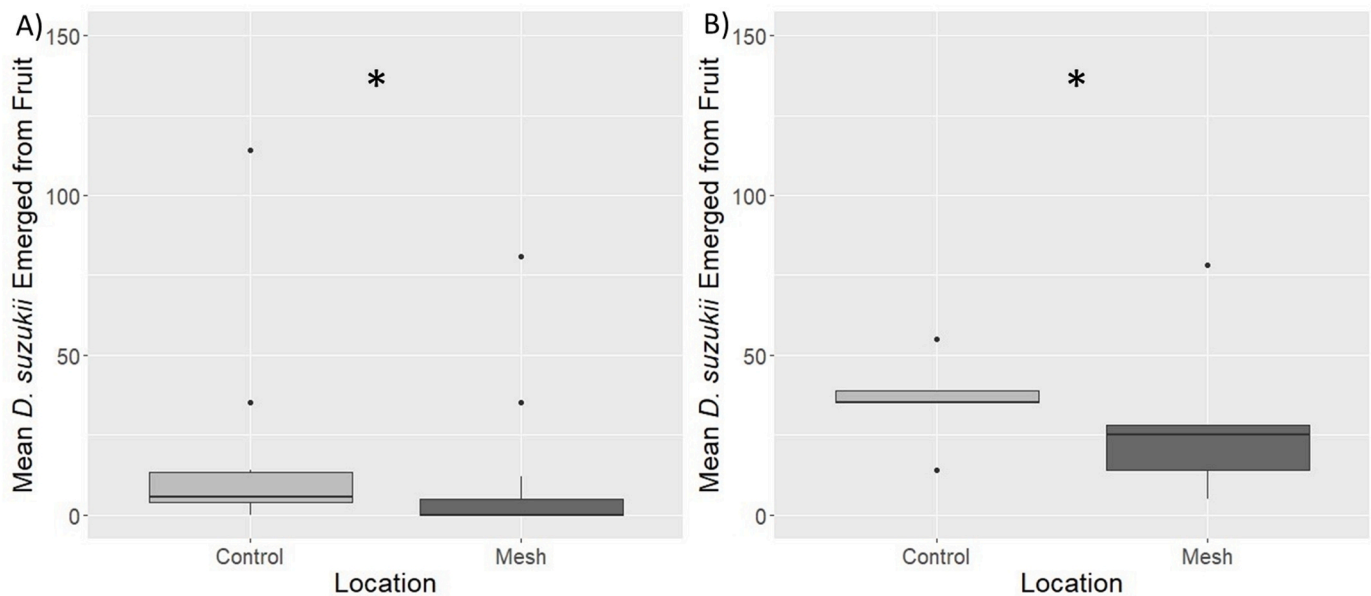 A)
Mean D. suzukii Emerged from Fruit
150
100
50
0
*
Control Mesh
Location
B)
Mean D. suzukii Emerged from Fruit
150
100
50
0
*
Control Mesh
Location